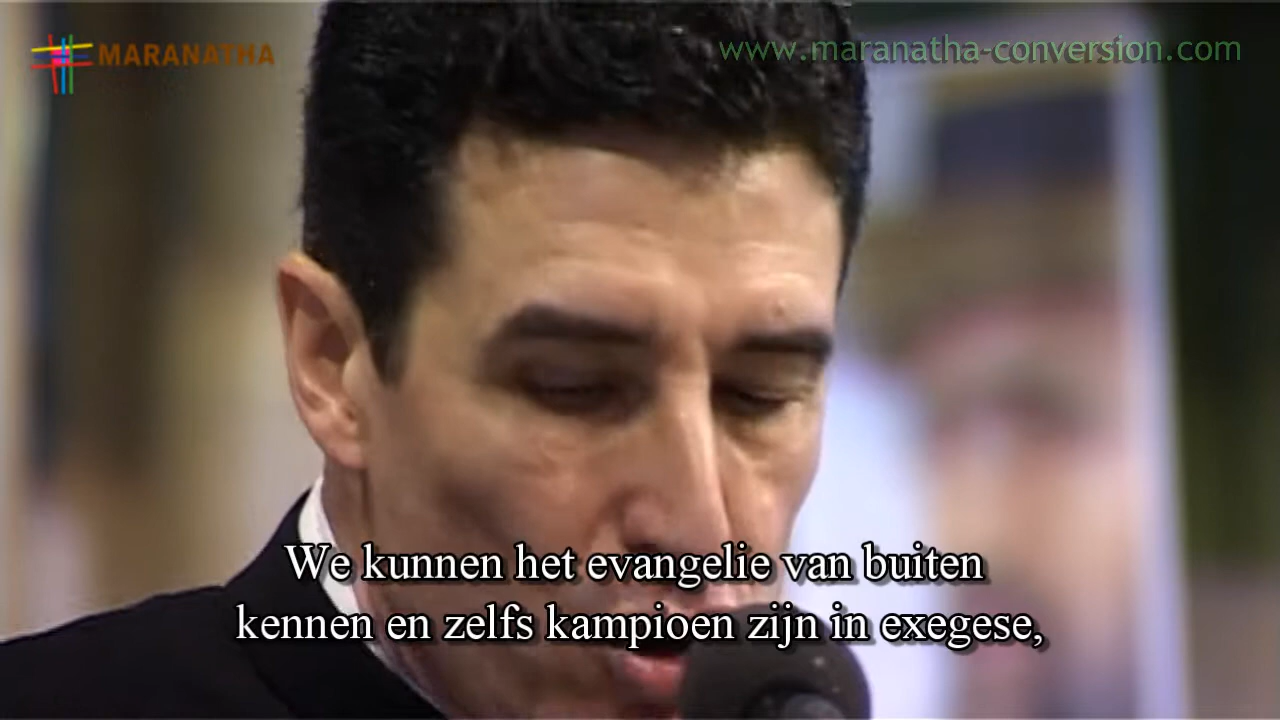 MARANATHA
www.maranatha-conversion.com
We kunnen het evangelie van buiten
kennen en zelfs kampioen zijn in exegese,